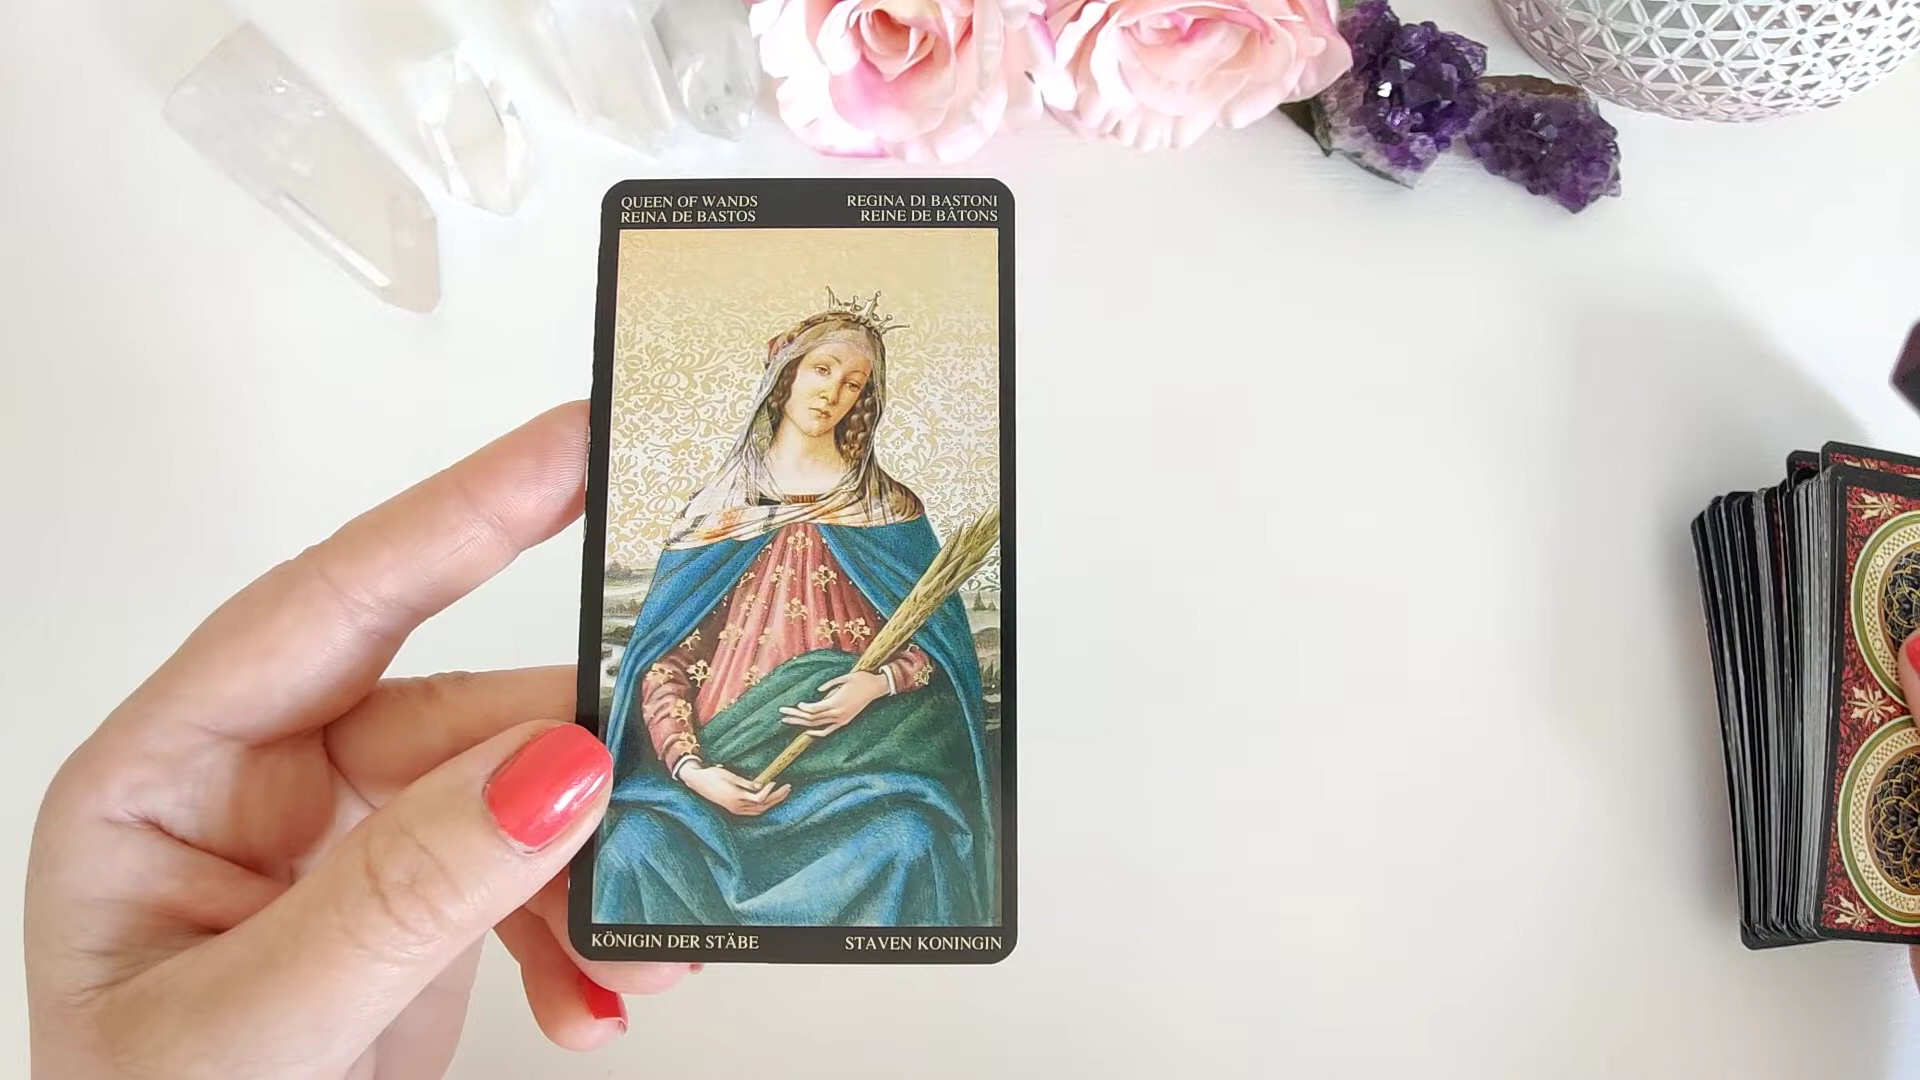 QUEEN OF WANDS
REINA DE BASTOS
REGINA DI BASTONI
REINE DE BÂTONS
KÖNIGIN DER STÄBE
STAVEN KONINGIN